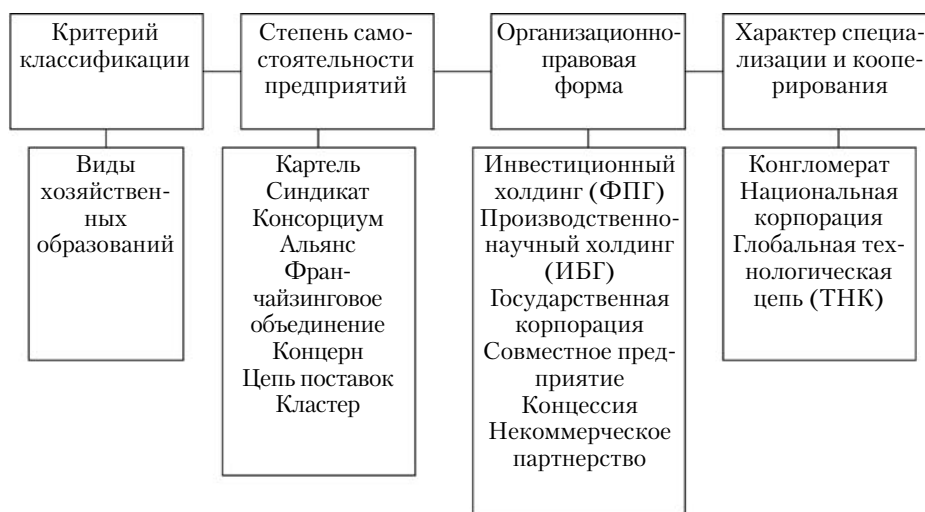 Критерий
классификации
Степень само-
стоятельности
предприятий
Организационно-
правовая
форма
Характер специа-
лизации и коопе-
рирования
Виды
хозяйствен-
ных
образований
Картель
Синдикат
Консорциум
Альянс
Фран-
чайзинговое
объединение
Концерн
Цепь поставок
Кластер
Инвестиционный
холдинг (ФПГ)
Производственно-
научный холдинг
(ИБГ)
Государственная
корпорация
Совместное пред-
приятие
Концессия
Некоммерческое
партнерство
Конгломерат
Национальная
корпорация
Глобальная тех-
нологическая
цепь (ТНК)